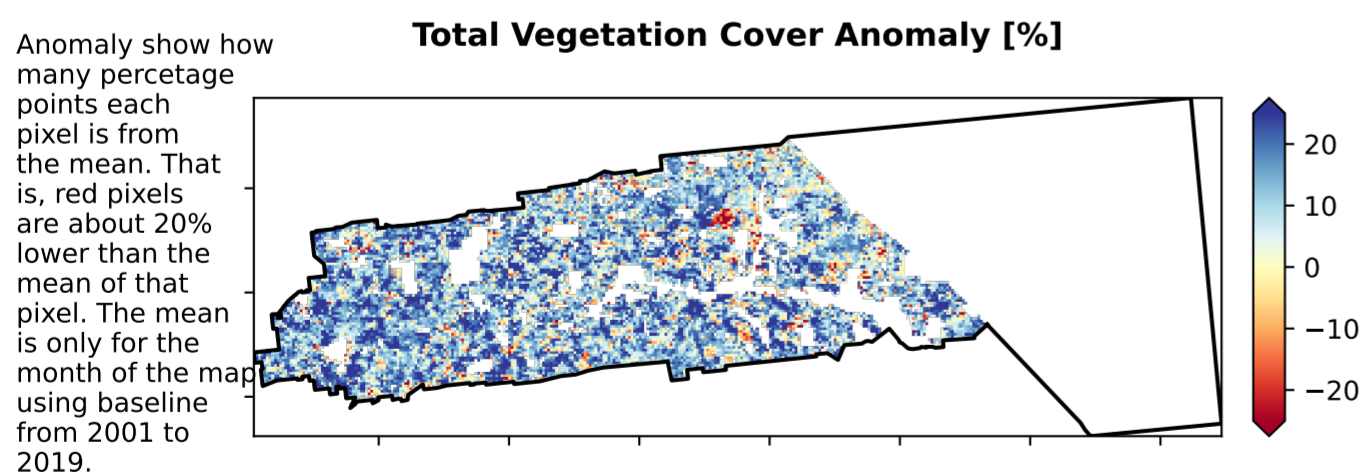 Total Vegetation Cover Anomaly [%]
Anomaly show how
many percetage
points each
pixel is from
the mean. That
is, red pixels
are about 20%
lower than the
mean of that
pixel. The mean
is only for the
month of the map
using baseline
from 2001 to
2019.
20
10
0
−10
−20